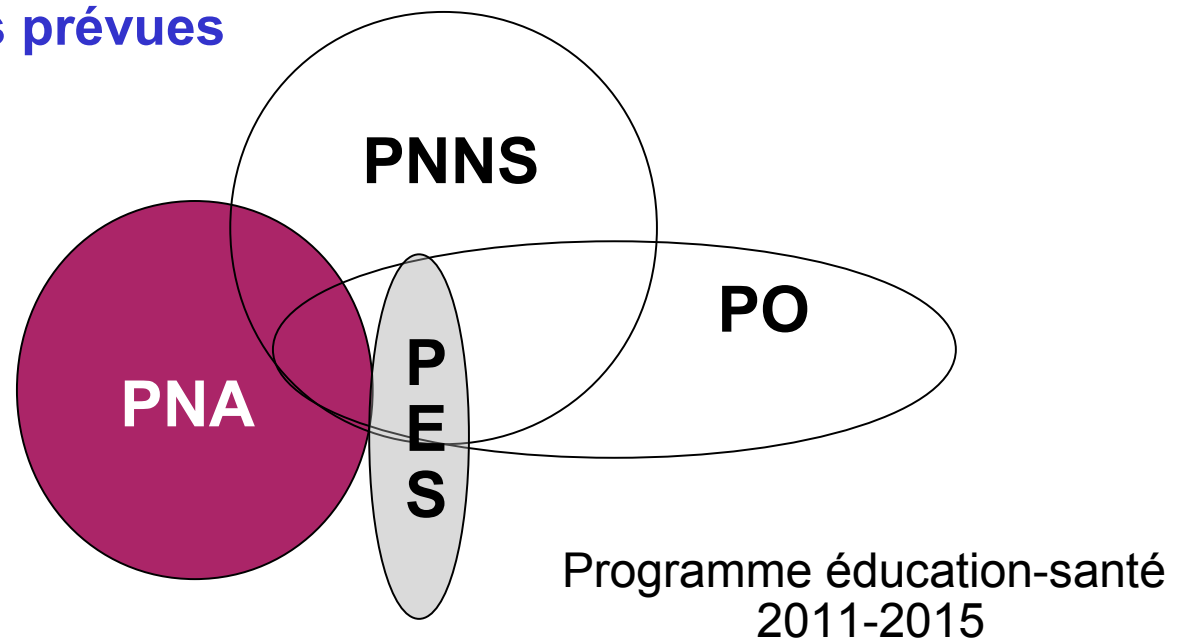 s prévues
PNNS
PO
PNA
P
E
S
Programme éducation-santé
2011-2015